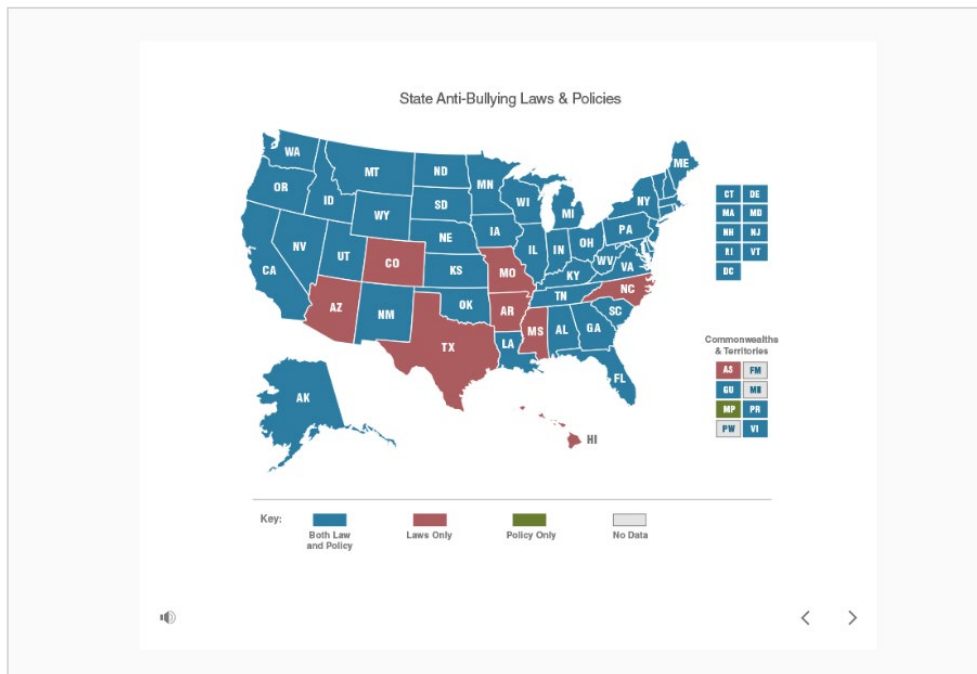 State Anti-Bullying Laws & Policies
WA
MT
ND
MN
ME
OR
ID
WY
SD
WI
MI
NY
NV
UT
CO
NE
IA
IL
IN
OH
PA
CA
KS
MO
KY
WV
VA
AZ
NM
OK
AR
TN
NC
TX
LA
MS
AL
GA
SC
FL
AK
HI
CT DE
MA MD
NH NJ
RI VT
DC
Commonwealths
& Territories
AS FM
GU
MP PR
PW VI
Key:
Both Law
and Policy
Laws Only
Policy Only
No Data